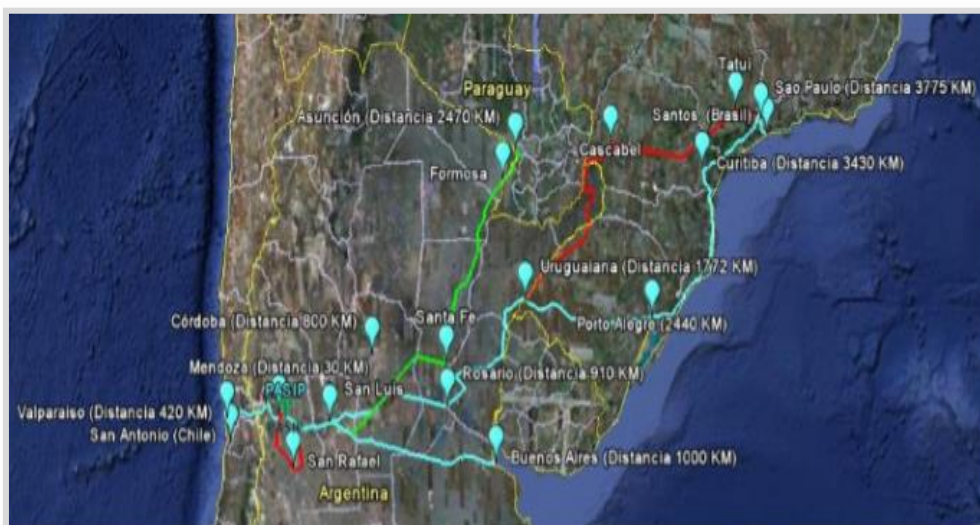 Tatui
Sao Paulo (Distancia 3775 KM)
Paraguay
Asunción (Distancia 2470 KM)
Santos (Brasil)
Cascabel
Curitiba (Distancia 3430 KM)
Formosa
Uruguaiana (Distancia 1772 KM)
Santa Fe
Córdoba (Distancia 800 KM)
Porto Alegre (2440 KM)
Mendoza (Distancia 30 KM)
PASIP
San Luis
Rosario (Distancia 910 KM)
Valparaiso (Distancia 420 KM)
San Antonio (Chile)
San Rafael
Buenos Aires (Distancia 1000 KM)
Argentina